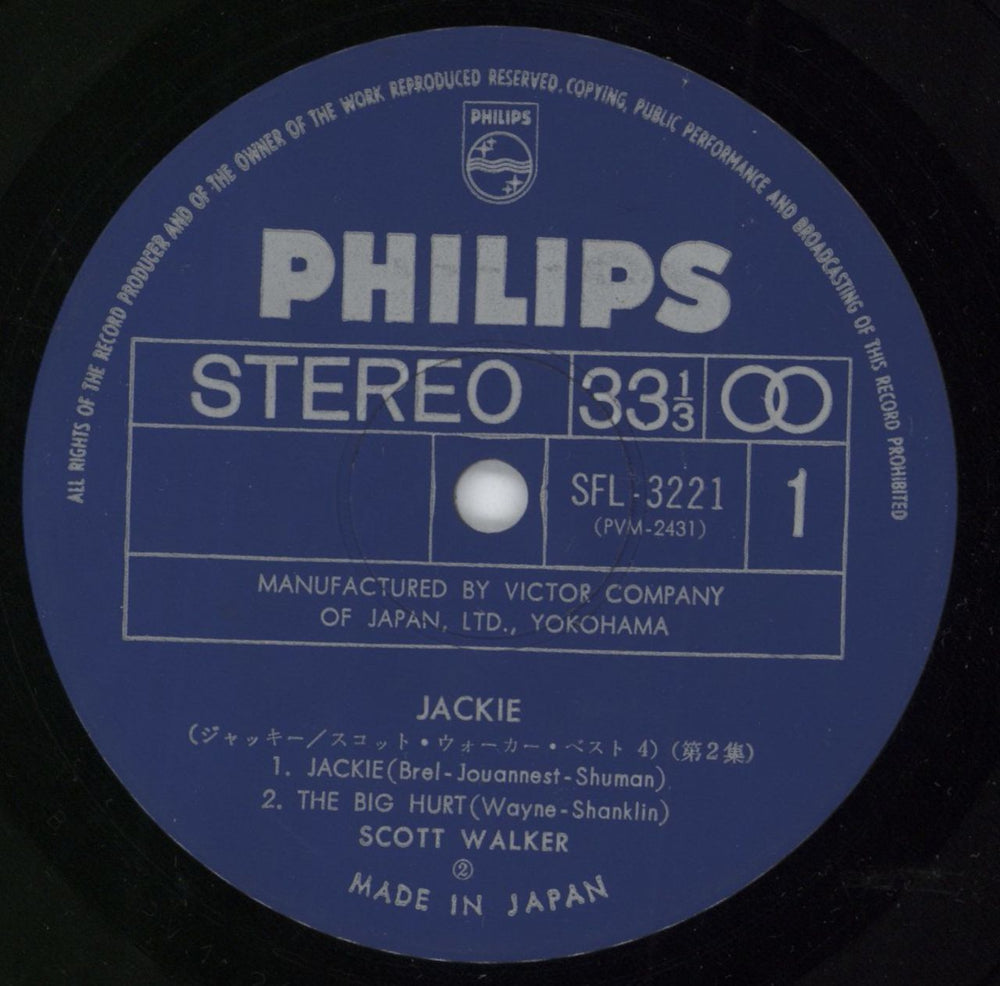 ALL RIGHTS OF THE RECORD PRODUCER AND OF THE OWNER OF THE WORK REPRODUCED RESERVED. COPYING, PUBLIC PERFORMANCE AND BROADCASTING OF THIS RECORD PROHIBITED
PHILIPS
PHILIPS
STEREO 33 1/3
SFL-3221 1
(PVM-2431)
MANUFACTURED BY VICTOR COMPANY
OF JAPAN, LTD., YOKOHAMA
JACKIE
(ジャッキー/スコット・ウォーカー・ベスト 4) (第2集)
1. JACKIE(Brel-Jouannest-Shuman)
2. THE BIG HURT(Wayne-Shanklin)
SCOTT WALKER
②
MADE IN JAPAN